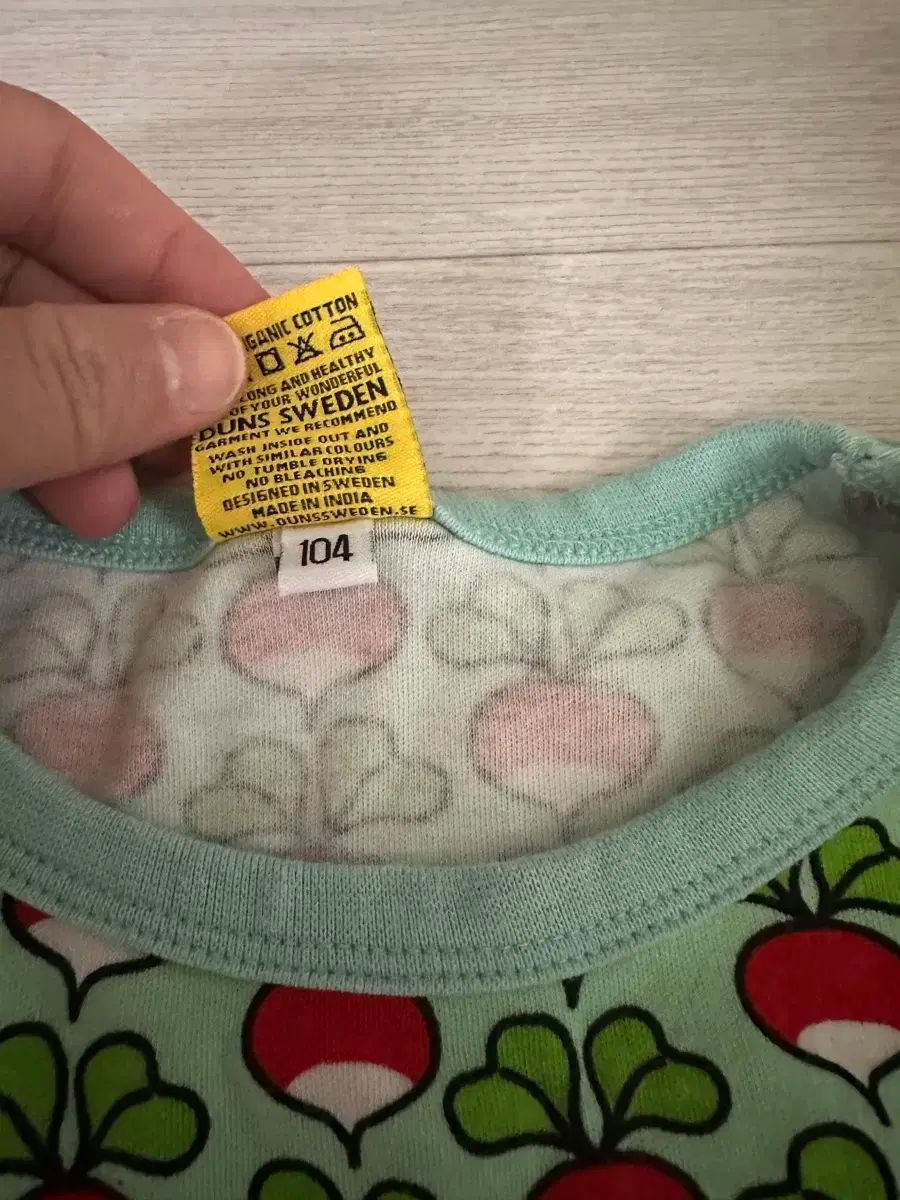 GANIC COTTON
LONG AND HEALTHY
OF YOUR WONDERFUL
DUNS SWEDEN
GARMENT WE RECOMMEND
WASH INSIDE OUT AND
WITH SIMILAR COLOURS
NO TUMBLE DRYING
NO BLEACHING
DESIGNED IN SWEDEN
MADE IN INDIA
WWW.DUNSSWEDEN.SE
104